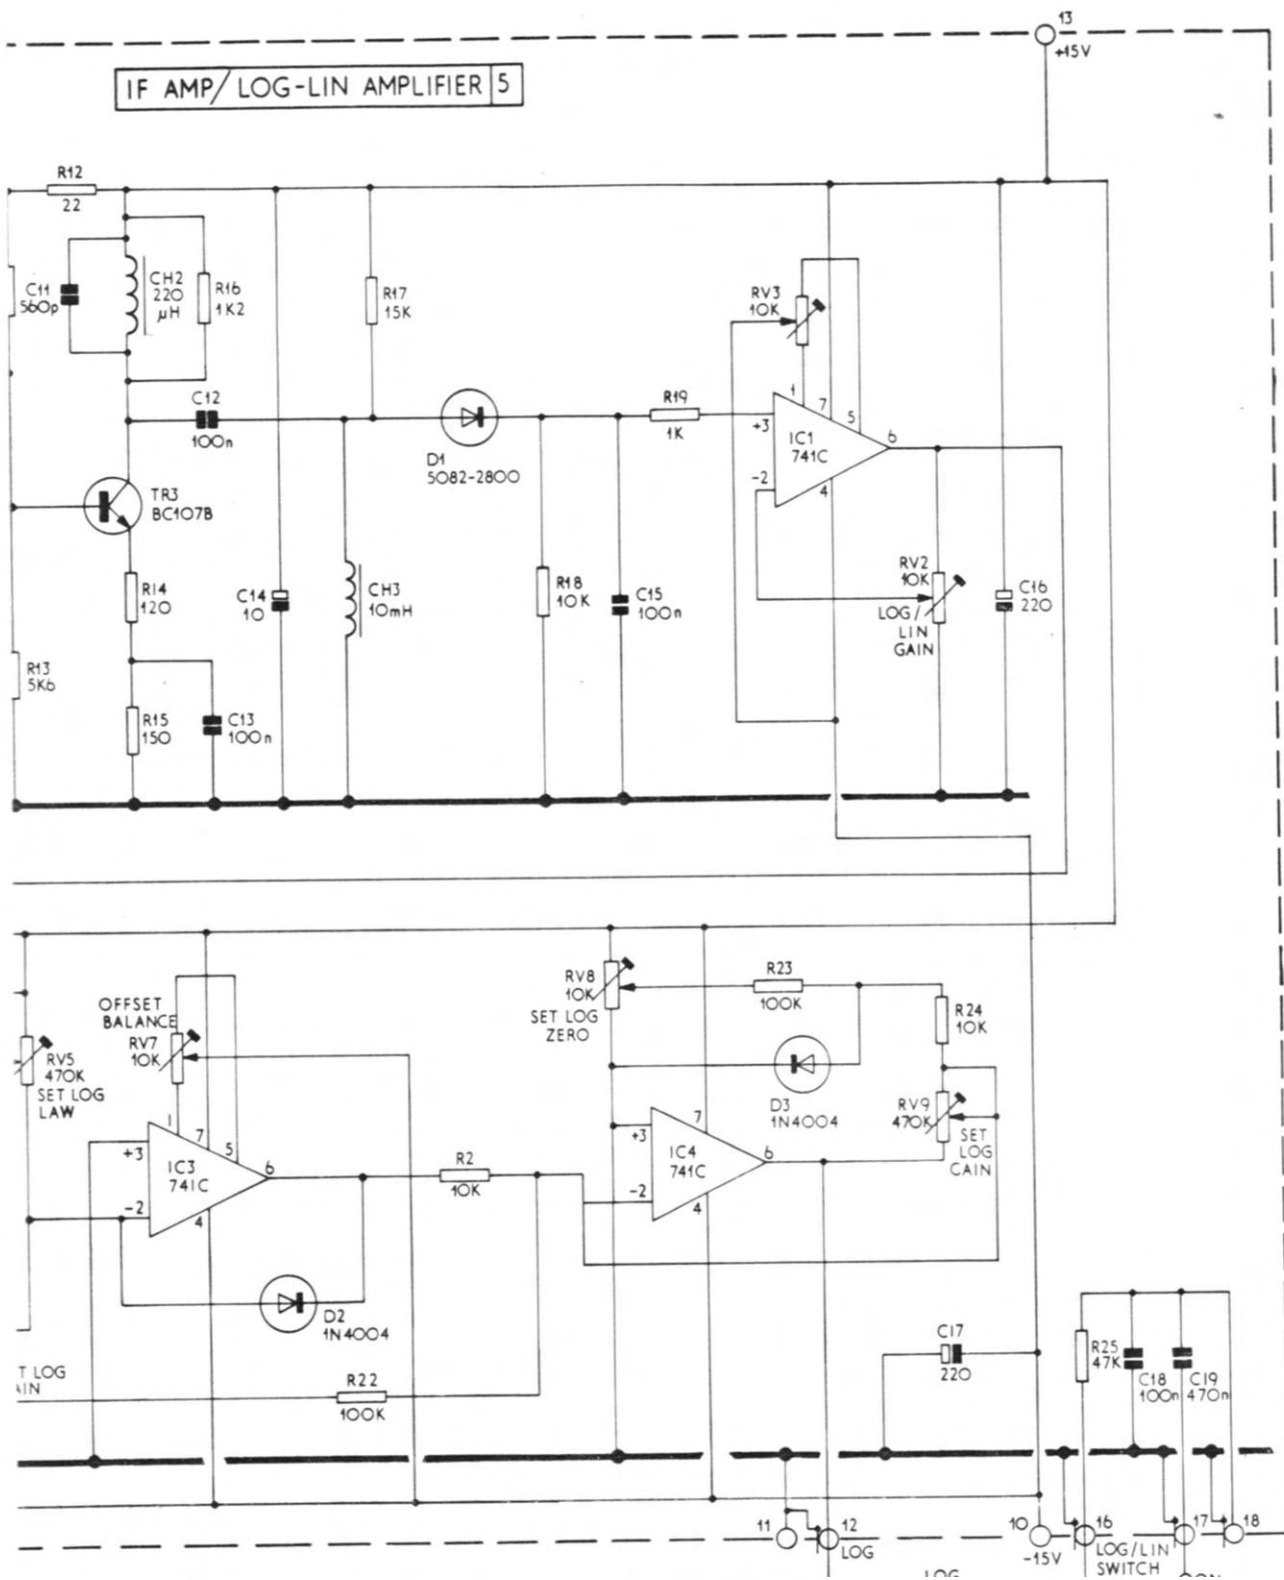 13
+15V
IF AMP/LOG-LIN AMPLIFIER 5
R12
22
C11
560p
CH2
220
µH
R16
1K2
R17
15K
RV3
10K
C12
100n
D1
5082-2800
R19
1K
1
7
5
+3
IC1
741C
6
-2
4
TR3
BC107B
R14
120
C14
10
CH3
10mH
R18
10K
C15
100n
RV2
10K
LOG/
LIN
GAIN
C16
220
R13
5K6
R15
150
C13
100n
OFFSET
BALANCE
RV7
10K
RV5
470K
SET LOG
LAW
RV8
10K
SET LOG
ZERO
R23
100K
R24
10K
D3
1N4004
RV9
470K
SET
LOG
CAIN
1
7
5
+3
IC3
741C
6
-2
4
R2
10K
+3
7
IC4
741C
6
-2
4
D2
1N4004
T LOG
AIN
R22
100K
C17
220
R25
47K
C18
100n
C19
470n
11
12
LOG
10
-15V
16
LOG/LIN
SWITCH
17
18
LOG